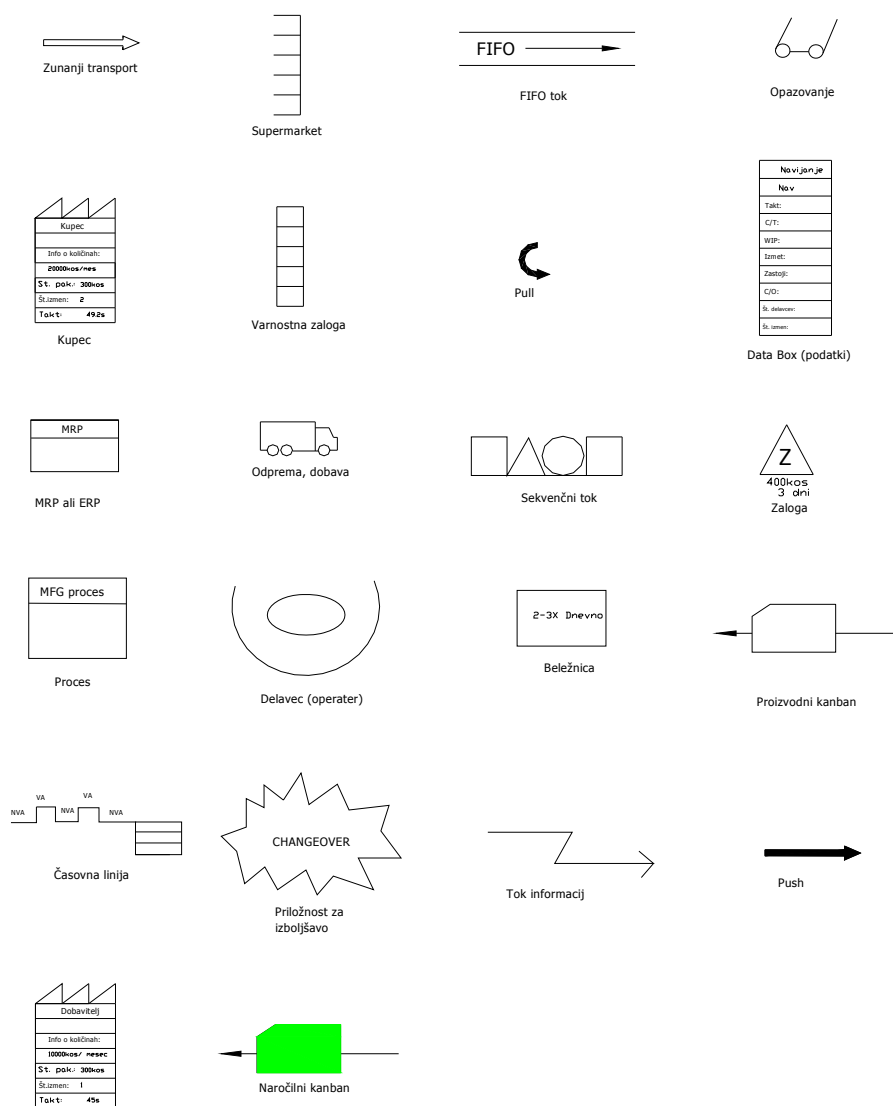 Zunanji transport
Supermarket
FIFO
FIFO tok
Opazovanje
Kupec
Info o količinah:
20000kos/mes
St. pak.: 300kos
Št.izmen: 2
Takt: 49.2s
Kupec
Varnostna zaloga
Pull
Navijanje
Nav
Takt:
C/T:
WIP:
Izmet:
Zastoji:
C/O:
Št. delavcev:
Št. izmen:
Data Box (podatki)
MRP
MRP ali ERP
Odprema, dobava
Sekvenčni tok
Z
400kos
3 dni
Zaloga
MFG proces
Proces
Delavec (operater)
2-3X Dnevno
Beležnica
Proizvodni kanban
NVA VA NVA VA NVA
Časovna linija
CHANGEOVER
Priložnost za
izboljšavo
Tok informacij
Push
Dobavitelj
Info o količinah:
10000kos/ mesec
St. pak.: 300kos
Št.izmen: 1
Takt: 45s
Naročilni kanban